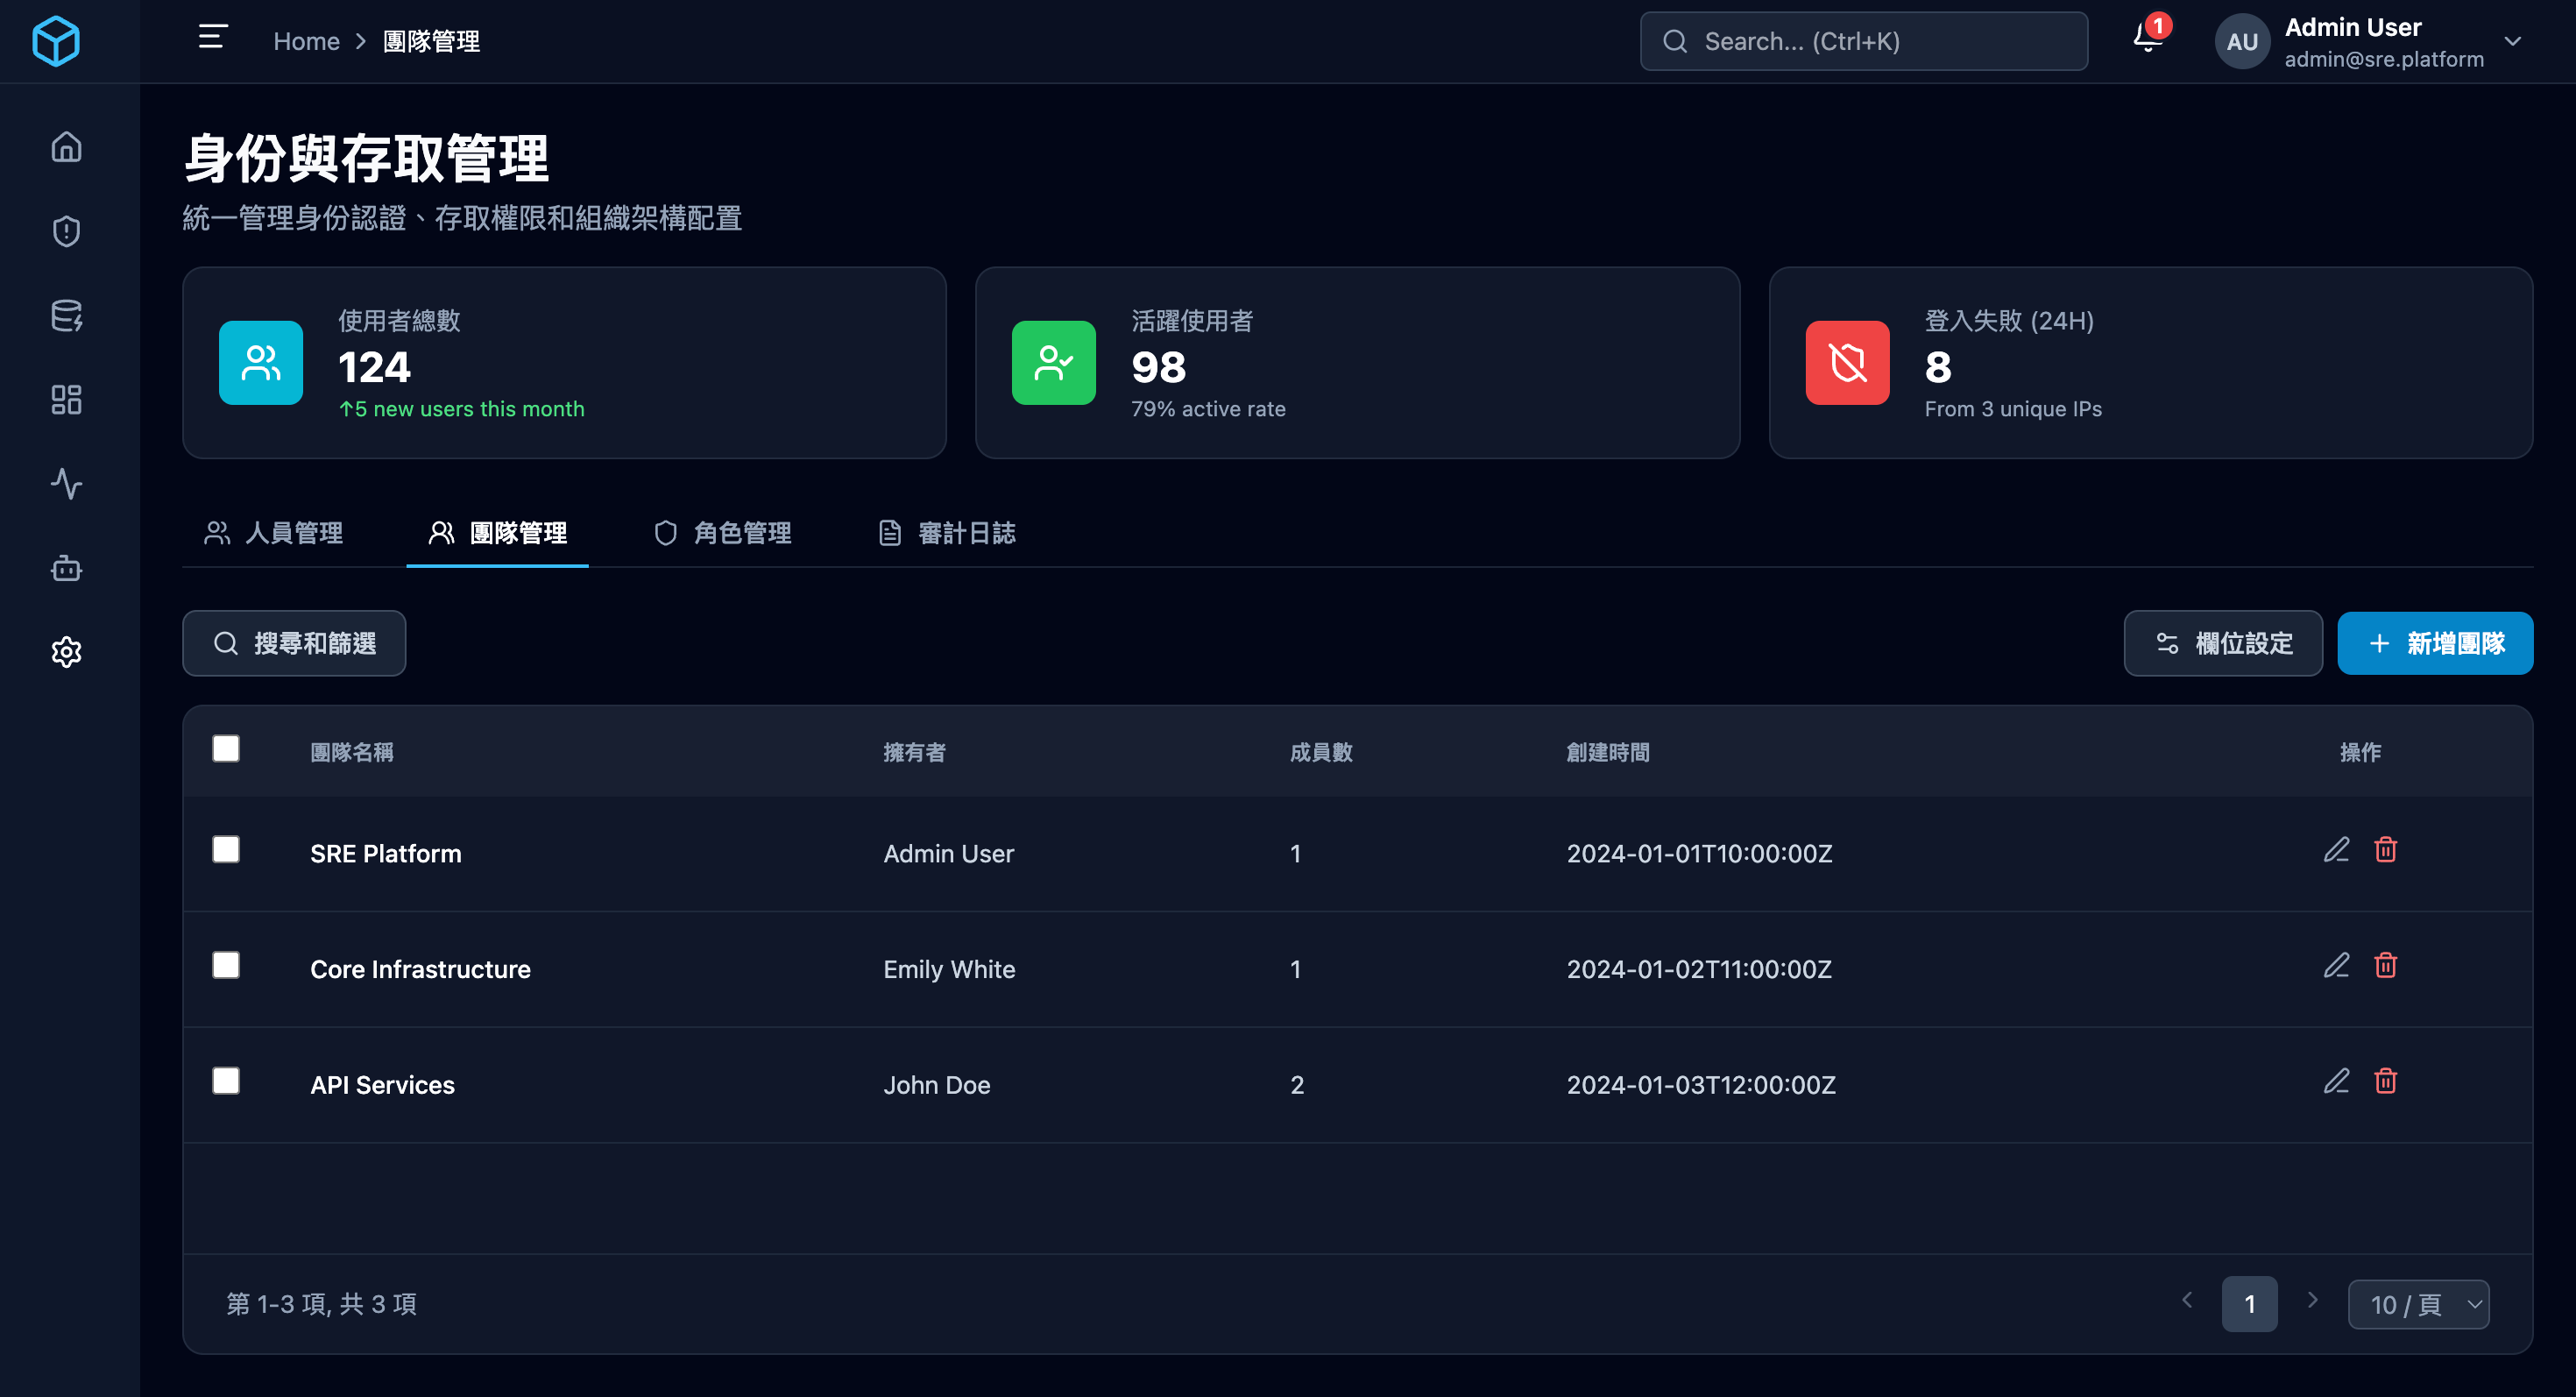 Home > 團隊管理
Search... (Ctrl+K)
1
AU
Admin User
admin@sre.platform
身份與存取管理
統一管理身份認證、存取權限和組織架構配置
使用者總數
124
↑5 new users this month
活躍使用者
98
79% active rate
登入失敗 (24H)
8
From 3 unique IPs
人員管理
團隊管理
角色管理
審計日誌
搜尋和篩選
欄位設定
+ 新增團隊
團隊名稱 擁有者 成員數 創建時間 操作
SRE Platform Admin User 1 2024-01-01T10:00:00Z
Core Infrastructure Emily White 1 2024-01-02T11:00:00Z
API Services John Doe 2 2024-01-03T12:00:00Z
第 1-3 項, 共 3 項
1
10 / 頁